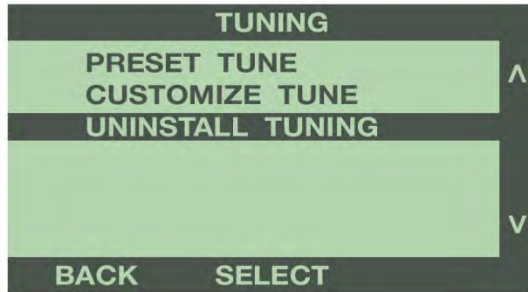 TUNING
PRESET TUNE
CUSTOMIZE TUNE
UNINSTALL TUNING
BACK SELECT